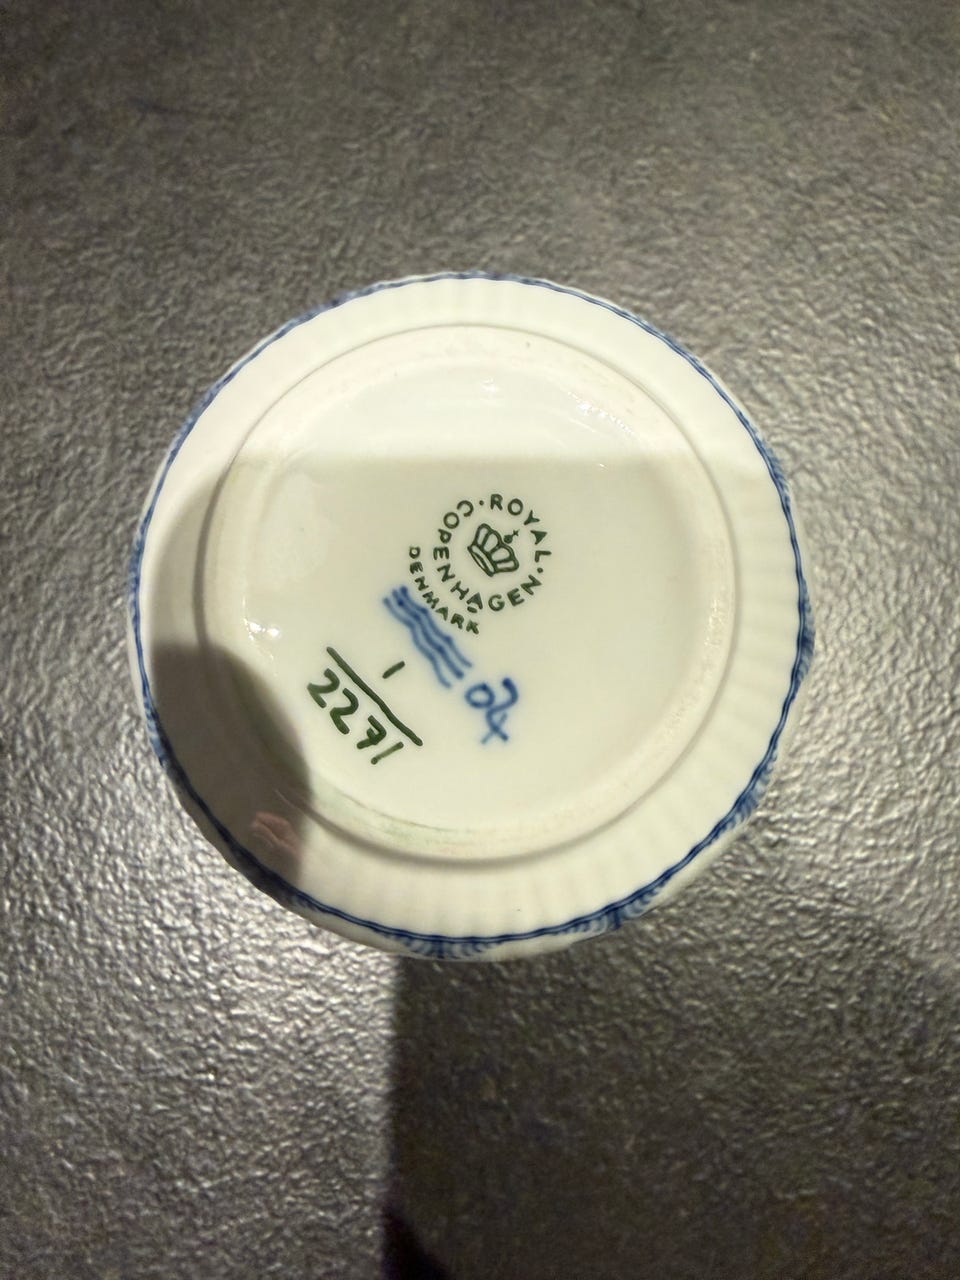 ROYAL · COPENHAGEN ·
DENMARK
1
2271